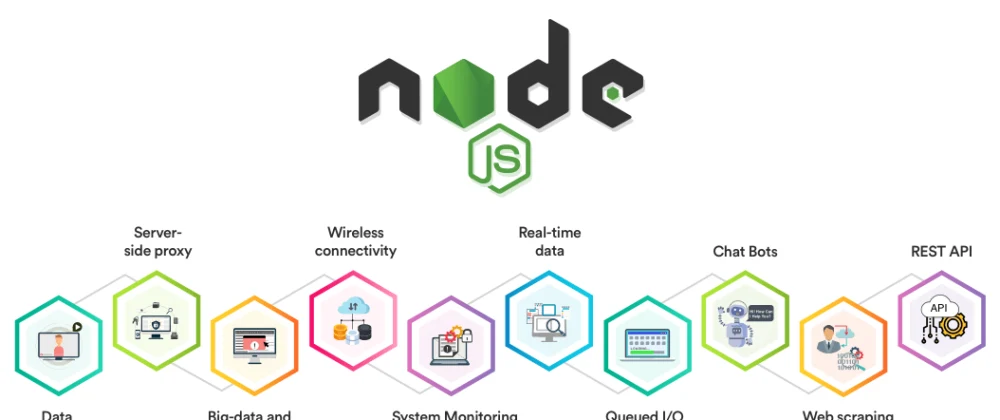 node
JS
Server-
side proxy
Wireless
connectivity
Real-time
data
Chat Bots
REST API
API
Data
Big-data and
System Monitoring
Queued I/O
Web scraping